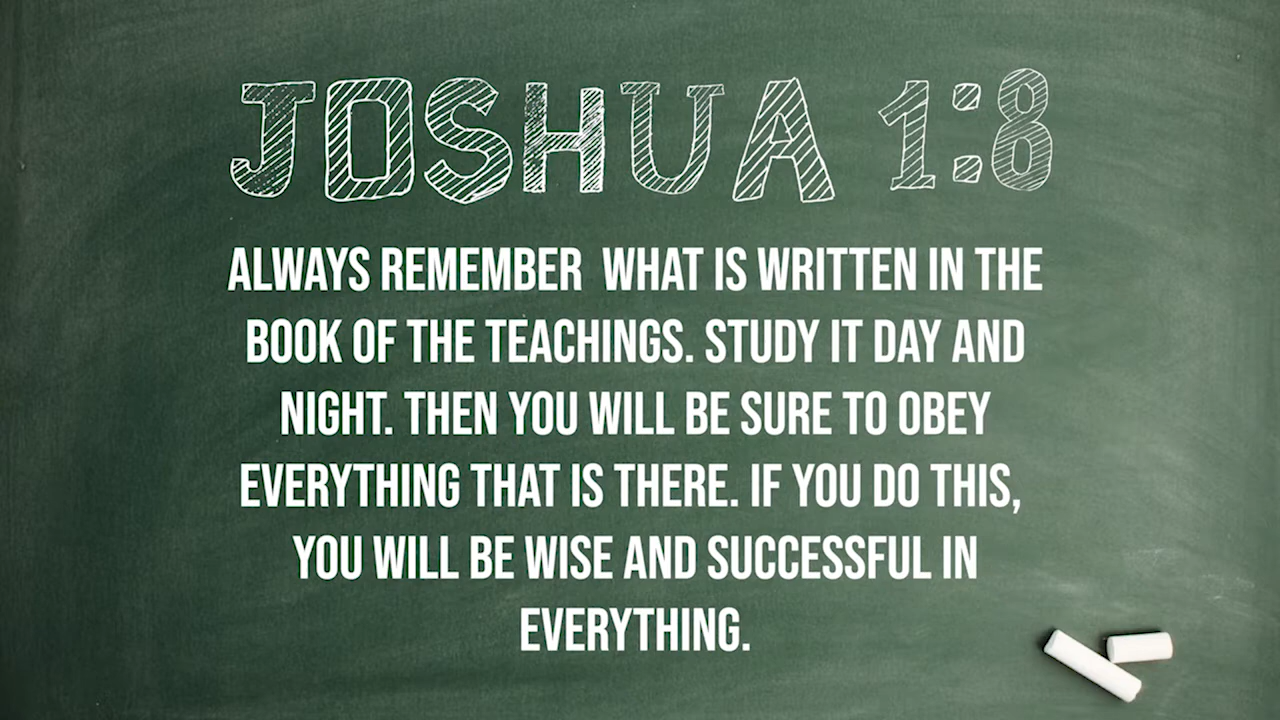 JOSHUA 1:8
ALWAYS REMEMBER  WHAT IS WRITTEN IN THE
BOOK OF THE TEACHINGS. STUDY IT DAY AND
NIGHT. THEN YOU WILL BE SURE TO OBEY
EVERYTHING THAT IS THERE. IF YOU DO THIS,
YOU WILL BE WISE AND SUCCESSFUL IN
EVERYTHING.